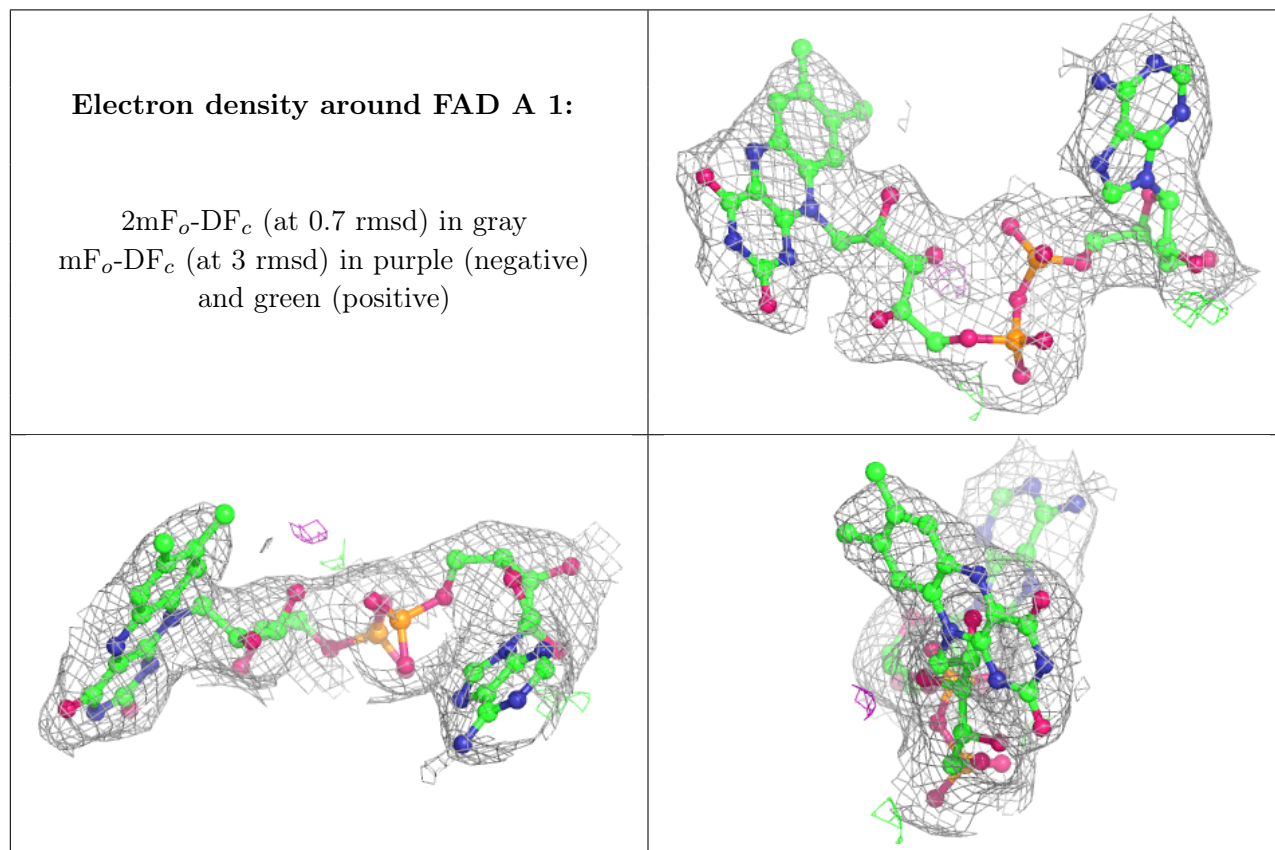 Electron density around FAD A 1:
2mFₒ-DF𝒸 (at 0.7 rmsd) in gray
mFₒ-DF𝒸 (at 3 rmsd) in purple (negative)
and green (positive)